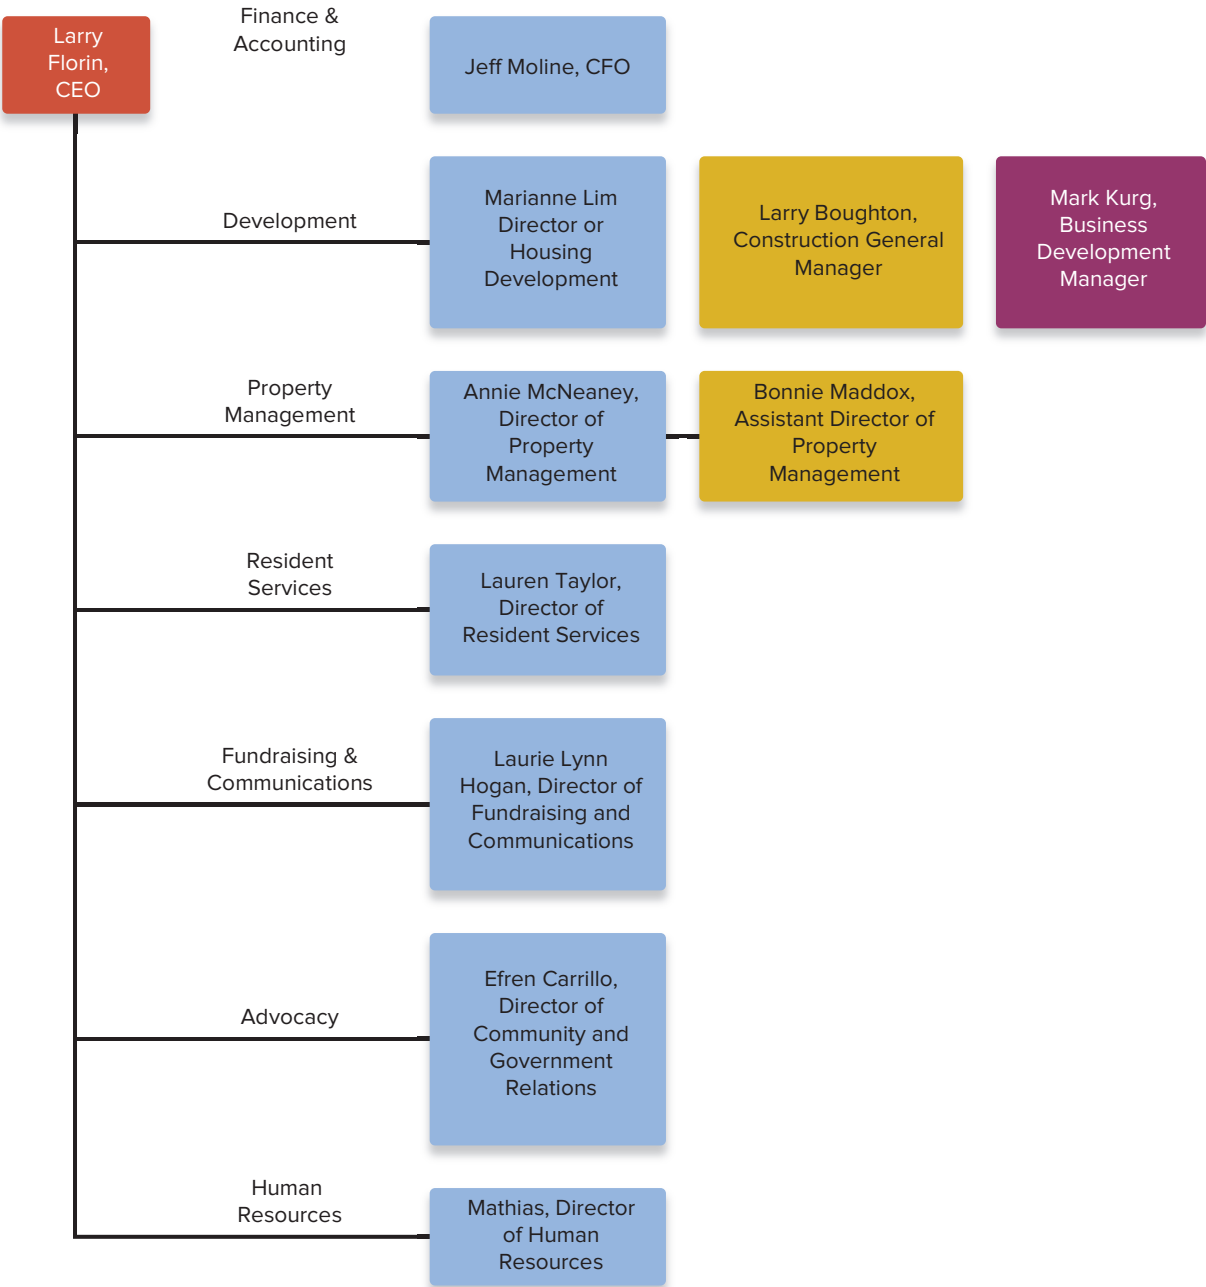 Larry
Florin,
CEO
Finance &
Accounting
Jeff Moline, CFO
Development
Marianne Lim
Director or
Housing
Development
Larry Boughton,
Construction General
Manager
Mark Kurg,
Business
Development
Manager
Property
Management
Annie McNeaney,
Director of
Property
Management
Bonnie Maddox,
Assistant Director of
Property
Management
Resident
Services
Lauren Taylor,
Director of
Resident Services
Fundraising &
Communications
Laurie Lynn
Hogan, Director of
Fundraising and
Communications
Advocacy
Efren Carrillo,
Director of
Community and
Government
Relations
Human
Resources
Mathias, Director
of Human
Resources